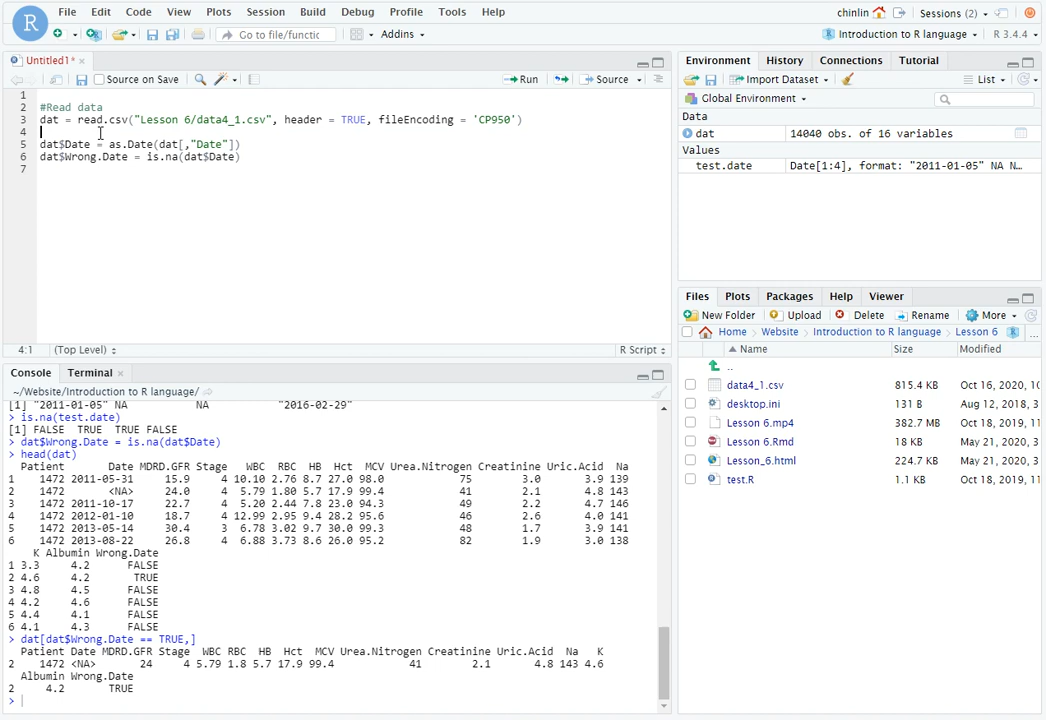 R File Edit Code View Plots Session Build Debug Profile Tools Help chinlin Sessions (2)
Go to file/functic Addins Introduction to R language R 3.4.4
Untitled1*
Source on Save Run Source
1
2 #Read data
3 dat = read.csv("Lesson 6/data4_1.csv", header = TRUE, fileEncoding = 'CP950')
4
5 dat$Date = as.Date(dat[,"Date"])
6 dat$Wrong.Date = is.na(dat$Date)
7
4:1 (Top Level) R Script
Environment History Connections Tutorial
Import Dataset List
Global Environment
Data
dat 14040 obs. of 16 variables
Values
test.date Date[1:4], format: "2011-01-05" NA N…
Files Plots Packages Help Viewer
New Folder Upload Delete Rename More
Home Website Introduction to R language Lesson 6 R ...
Name Size Modified
..
data4_1.csv 815.4 KB Oct 16, 2020, 10
desktop.ini 131 B Aug 12, 2018, 3
Lesson 6.mp4 382.7 MB Oct 18, 2019, 11
Lesson 6.Rmd 18 KB May 21, 2020, 3
Lesson_6.html 224.7 KB May 21, 2020, 3
test.R 1.1 KB Oct 18, 2019, 11
Console Terminal
~/Website/Introduction to R language/
[1] "2011-01-05" NA NA "2016-02-29"
> is.na(test.date)
[1] FALSE TRUE TRUE FALSE
> dat$Wrong.Date = is.na(dat$Date)
> head(dat)
Patient Date MDRD.GFR Stage WBC RBC HB Hct MCV Urea.Nitrogen Creatinine Uric.Acid Na
1 1472 2011-05-31 15.9 4 10.10 2.76 8.7 27.0 98.0 75 3.0 3.9 139
2 1472 <NA> 24.0 4 5.79 1.80 5.7 17.9 99.4 41 2.1 4.8 143
3 1472 2011-10-17 22.7 4 5.20 2.44 7.8 23.0 94.3 49 2.2 4.7 146
4 1472 2012-01-10 18.7 4 12.99 2.95 9.4 28.2 95.6 46 2.6 4.0 141
5 1472 2013-05-14 30.4 3 6.78 3.02 9.7 30.0 99.3 48 1.7 3.9 141
6 1472 2013-08-22 26.8 4 6.88 3.73 8.6 26.0 95.2 82 1.9 3.0 138
K Albumin Wrong.Date
1 3.3 4.2 FALSE
2 4.6 4.2 TRUE
3 4.8 4.5 FALSE
4 4.2 4.6 FALSE
5 4.4 4.1 FALSE
6 4.1 4.3 FALSE
> dat[dat$Wrong.Date == TRUE,]
Patient Date MDRD.GFR Stage WBC RBC HB Hct MCV Urea.Nitrogen Creatinine Uric.Acid Na K
2 1472 <NA> 24 4 5.79 1.8 5.7 17.9 99.4 41 2.1 4.8 143 4.6
Albumin Wrong.Date
2 4.2 TRUE
>